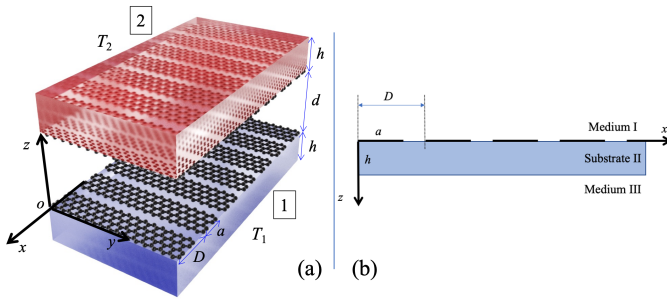 2
T2
h
d
z
h
1
o
y
x
a
D
T1
(a)
(b)
D
a
Medium I
x
h
Substrate II
z
Medium III